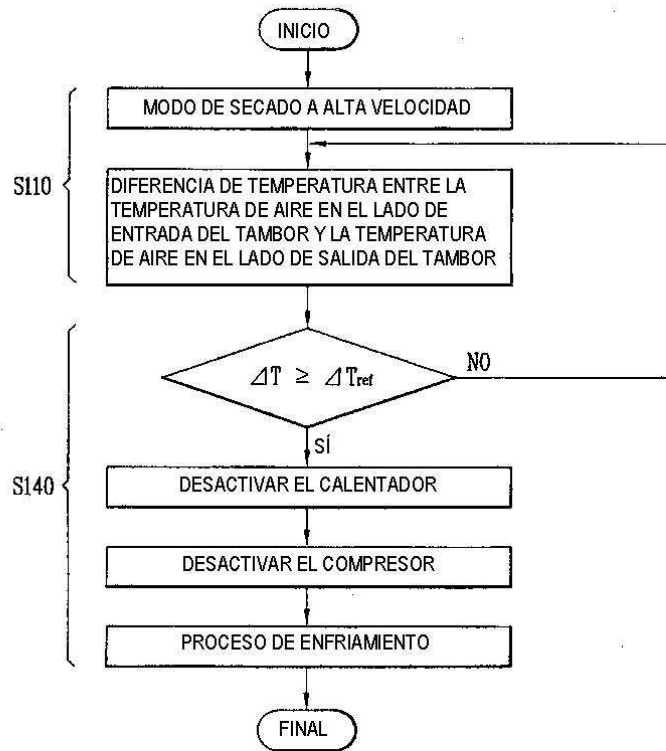 INICIO
MODO DE SECADO A ALTA VELOCIDAD
S110
DIFERENCIA DE TEMPERATURA ENTRE LA
TEMPERATURA DE AIRE EN EL LADO DE
ENTRADA DEL TAMBOR Y LA TEMPERATURA
DE AIRE EN EL LADO DE SALIDA DEL TAMBOR
ΔT ≥ ΔTref
NO
SÍ
S140
DESACTIVAR EL CALENTADOR
DESACTIVAR EL COMPRESOR
PROCESO DE ENFRIAMIENTO
FINAL